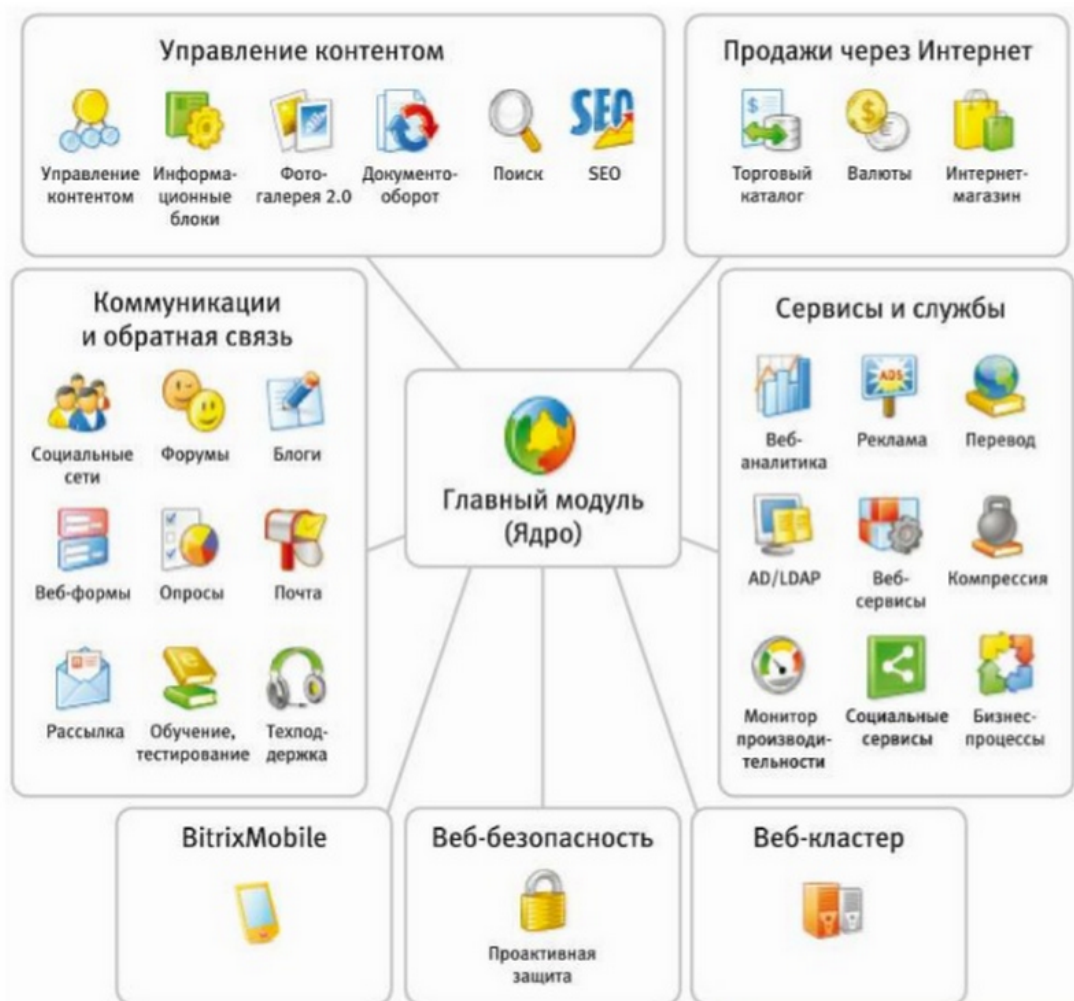 Управление контентом
Управление
контентом
Информа-
ционные
блоки
Фото-
галерея 2.0
Документо-
оборот
Поиск
SEO
SEO
Продажи через Интернет
$
Торговый
каталог
$
Валюты
Интернет-
магазин
Коммуникации
и обратная связь
Социальные
сети
Форумы
Блоги
Веб-формы
Опросы
Почта
Рассылка
Обучение,
тестирование
Техпод-
держка
Главный модуль
(Ядро)
Сервисы и службы
Веб-
аналитика
ADS
Реклама
Перевод
AD/LDAP
Веб-
сервисы
Компрессия
Монитор
производи-
тельности
Социальные
сервисы
Бизнес-
процессы
BitrixMobile
Веб-безопасность
Проактивная
защита
Веб-кластер